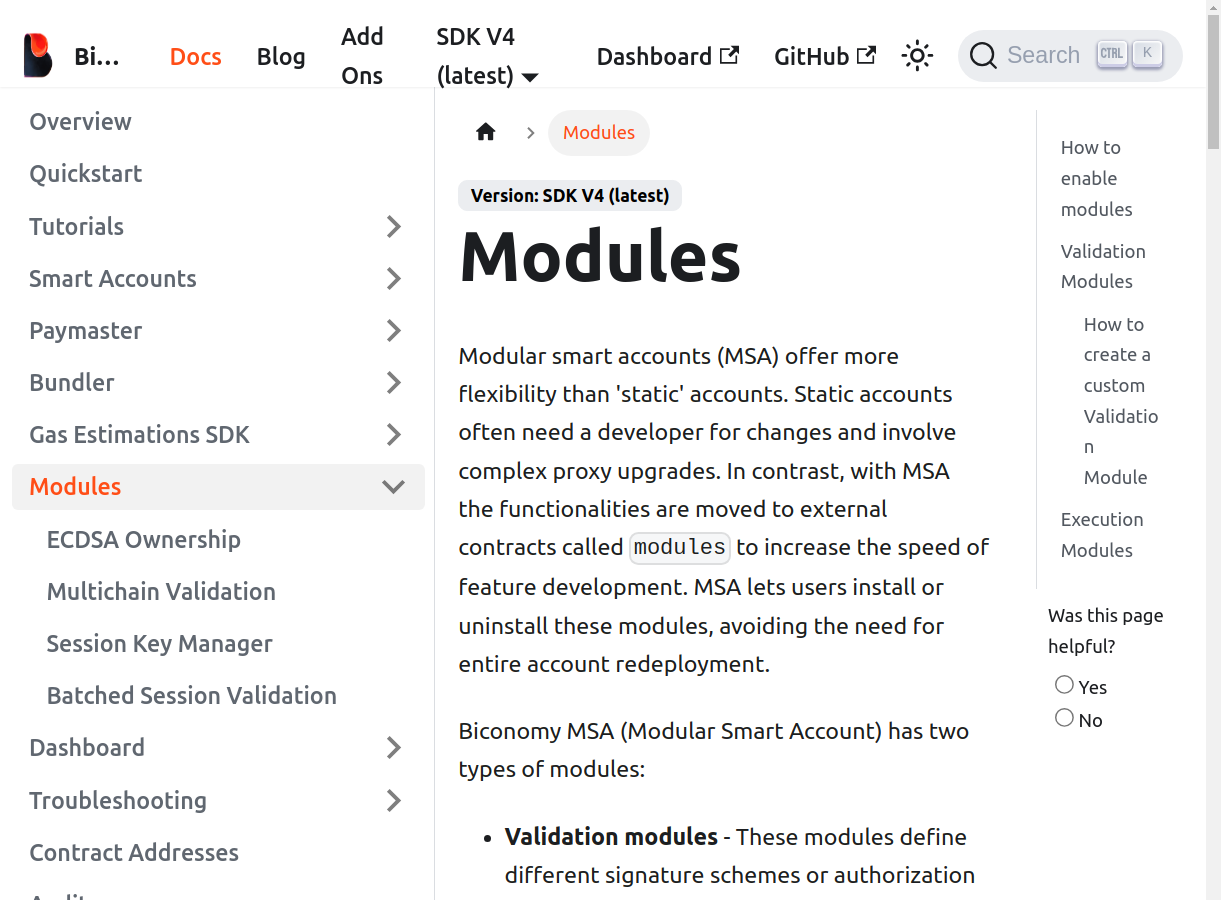 Bi...
Docs
Blog
Add
Ons
SDK V4
(latest)
Dashboard
GitHub
Search
CTRL
K
Overview
Quickstart
Tutorials
Smart Accounts
Paymaster
Bundler
Gas Estimations SDK
Modules
ECDSA Ownership
Multichain Validation
Session Key Manager
Batched Session Validation
Dashboard
Troubleshooting
Contract Addresses
Modules
Version: SDK V4 (latest)
Modules
Modular smart accounts (MSA) offer more
flexibility than 'static' accounts. Static accounts
often need a developer for changes and involve
complex proxy upgrades. In contrast, with MSA
the functionalities are moved to external
contracts called modules to increase the speed of
feature development. MSA lets users install or
uninstall these modules, avoiding the need for
entire account redeployment.
Biconomy MSA (Modular Smart Account) has two
types of modules:
• Validation modules - These modules define
different signature schemes or authorization
How to
enable
modules
Validation
Modules
How to
create a
custom
Validatio
n
Module
Execution
Modules
Was this page
helpful?
Yes
No